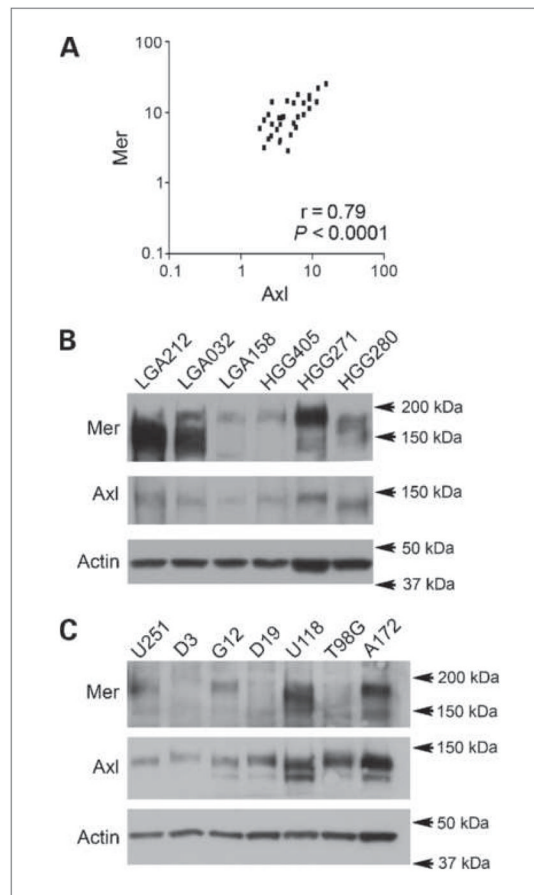 A
100
10
1
0.1
Mer
r = 0.79
P < 0.0001
0.1 1 10 100
Axl
B
LGA212 LGA032 LGA158 HGG405 HGG271 HGG280
Mer
200 kDa
150 kDa
Axl
150 kDa
Actin
50 kDa
37 kDa
C
U251 D3 G12 D19 U118 T98G A172
Mer
200 kDa
150 kDa
Axl
150 kDa
Actin
50 kDa
37 kDa